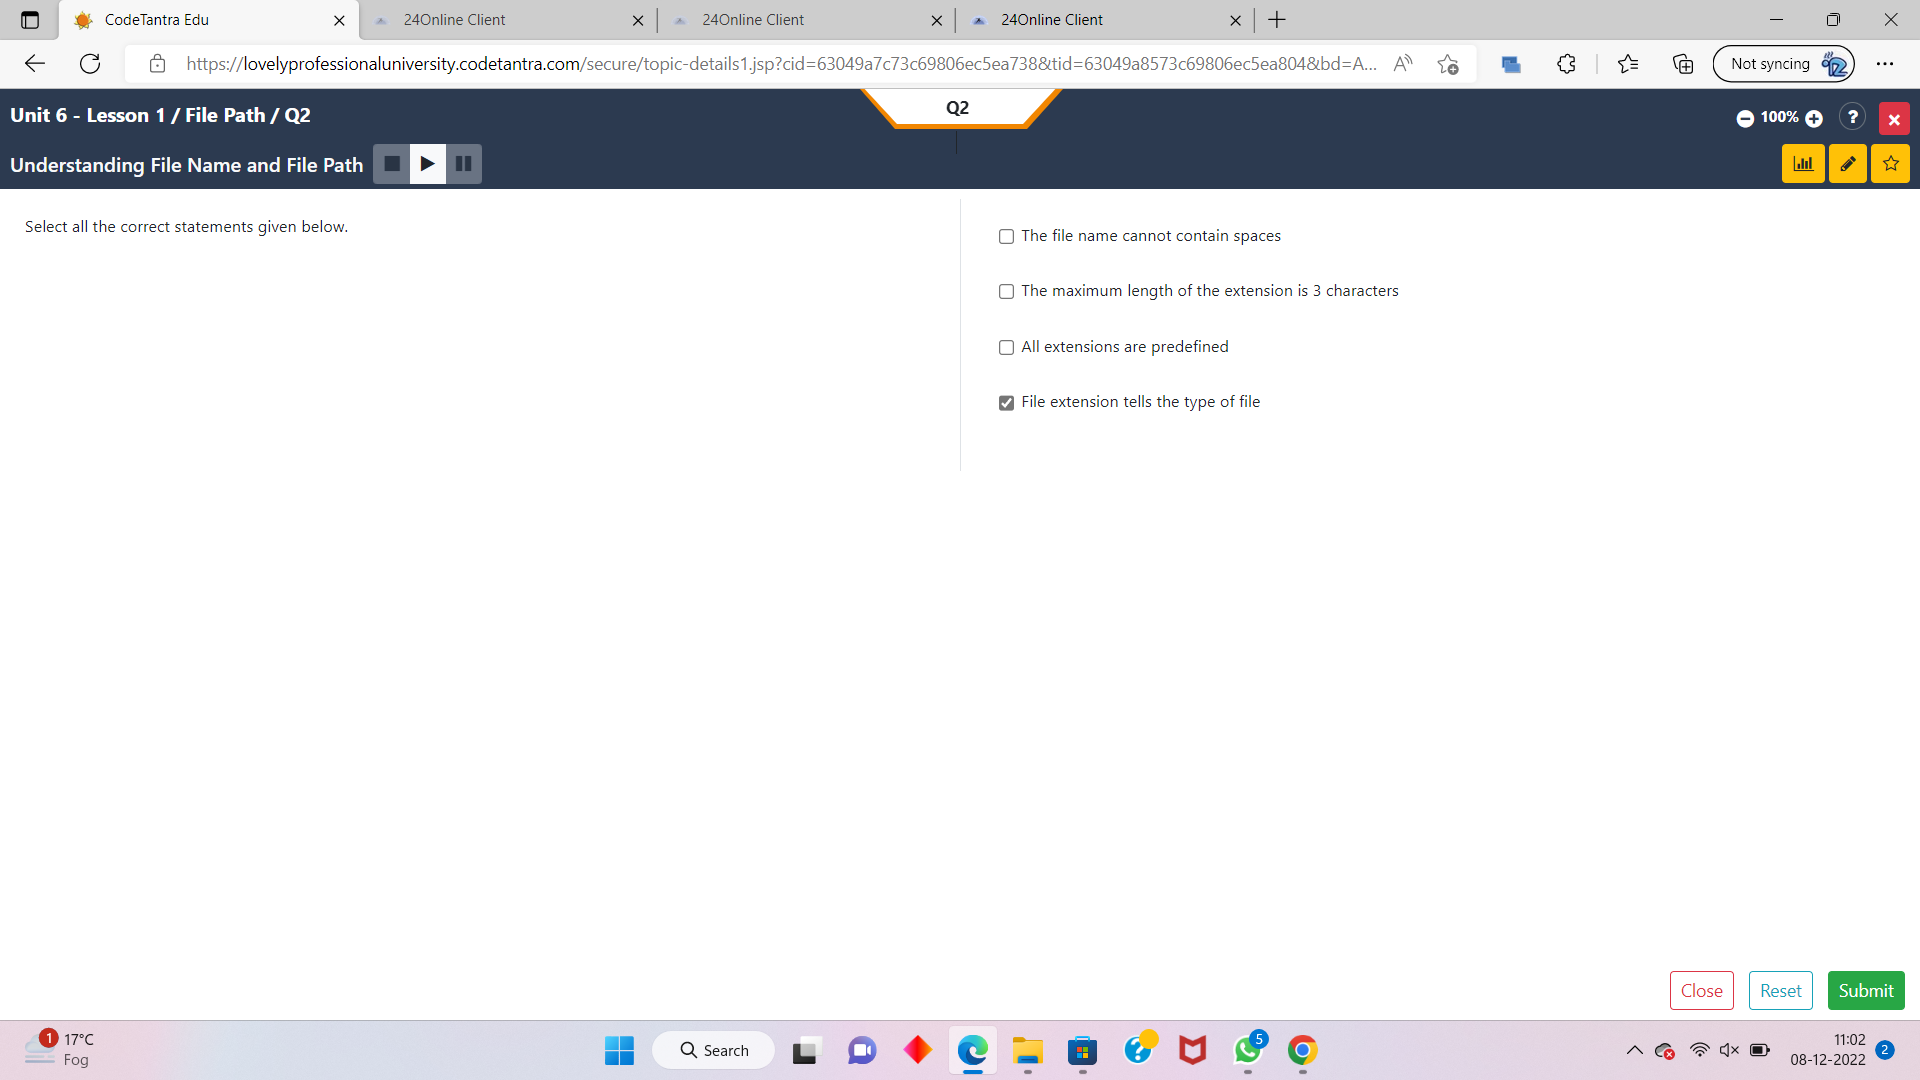 CodeTantra Edu
24Online Client
24Online Client
24Online Client
https://lovelyprofessionaluniversity.codetantra.com/secure/topic-details1.jsp?cid=63049a7c73c69806ec5ea738&tid=63049a8573c69806ec5ea804&bd=A...
Not syncing
Unit 6 - Lesson 1 / File Path / Q2
Q2
100%
?
Understanding File Name and File Path
Select all the correct statements given below.
The file name cannot contain spaces
The maximum length of the extension is 3 characters
All extensions are predefined
File extension tells the type of file
Close
Reset
Submit
1
17°C
Fog
Search
5
11:02
08-12-2022
2